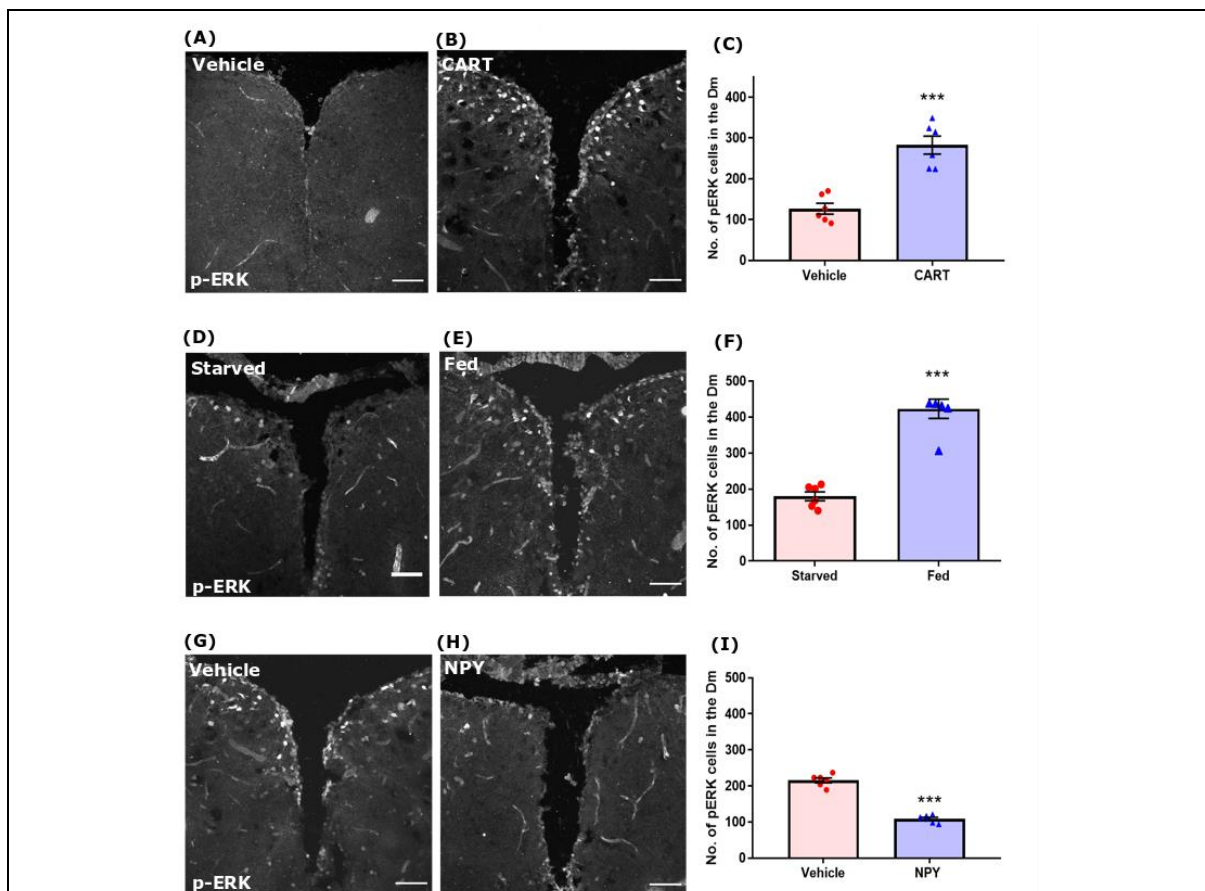 (A)
Vehicle
p-ERK
(B)
CART
(C)
No. of pERK cells in the Dm
400
300
200
100
0
***
Vehicle
CART
(D)
Starved
p-ERK
(E)
Fed
(F)
No. of pERK cells in the Dm
500
400
300
200
100
0
***
Starved
Fed
(G)
Vehicle
p-ERK
(H)
NPY
(I)
No. of pERK cells in the Dm
500
400
300
200
100
0
***
Vehicle
NPY